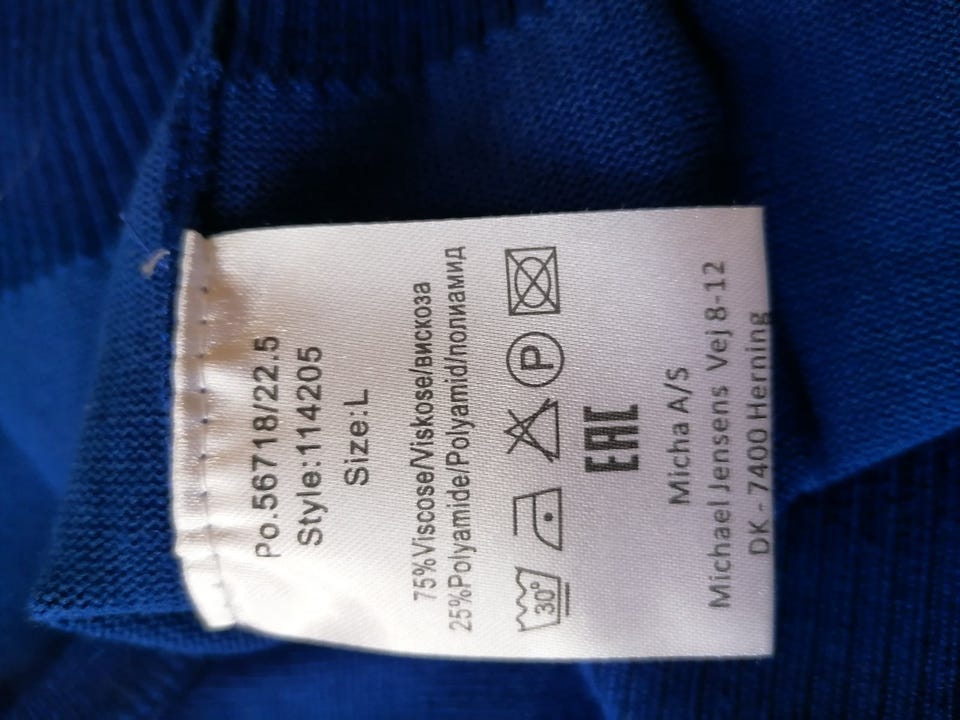 Po.56718/22.5
Style:114205
Size:L
75%Viscose/Viskose/вискоза
25%Polyamide/Polyamid/полиамид
30° P
EAC
Micha A/S
Michael Jensens Vej 8-12
DK - 7400 Herning